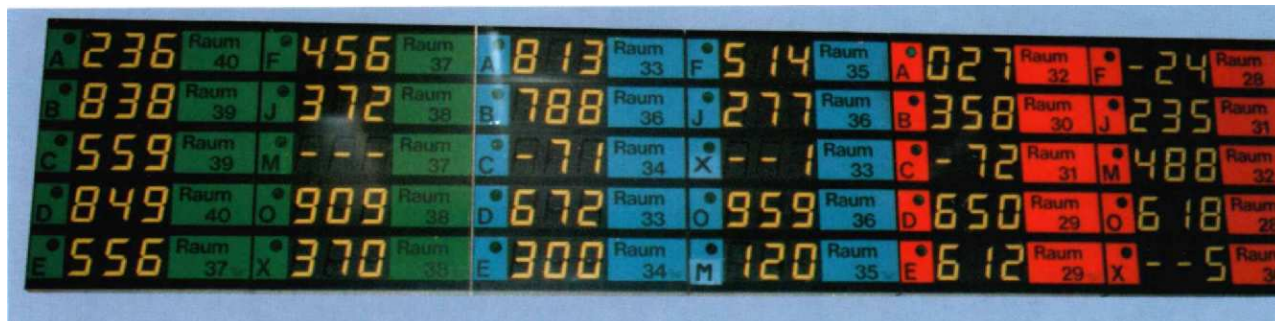 A 236 Raum 40 F 456 Raum 37 A 813 Raum 33 F 514 Raum 35 A 027 Raum 32 F -24 Raum 28
B 838 Raum 39 J 372 Raum 38 B 788 Raum 36 J 277 Raum 36 B 358 Raum 30 J 235 Raum 31
C 559 Raum 39 M --- Raum 37 C -71 Raum 34 X --1 Raum 33 C -72 Raum 31 M 488 Raum 32
D 849 Raum 40 O 909 Raum 38 D 672 Raum 33 O 959 Raum 36 D 650 Raum 29 O 618 Raum 28
E 556 Raum 37 X 370 Raum 38 E 300 Raum 34 M 120 Raum 35 E 612 Raum 29 X --5 Raum